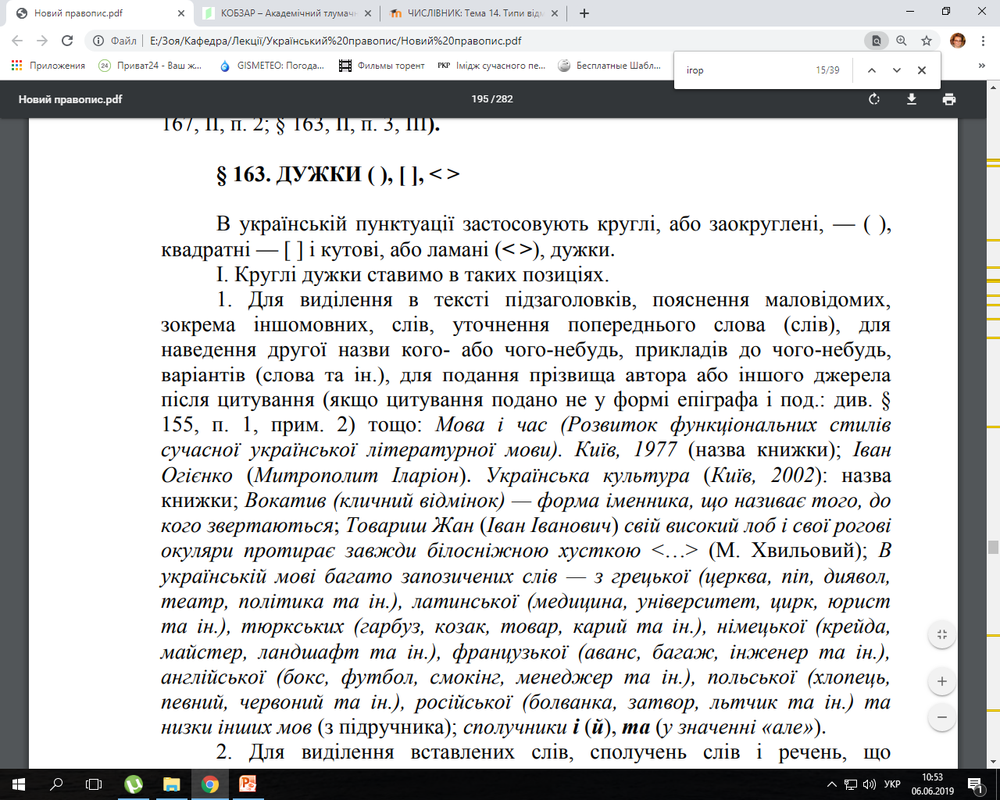 Новий правопис.pdf
КОБЗАР – Академічний тлумачн
ЧИСЛІВНИК: Тема 14. Типи відм
Файл | E:/Зоя/Кафедра/Лекції/Український%20правопис/Новий%20правопис.pdf
Приложения 24 Приват24 - Ваш ж... GISMETEO: Погода... Фильмы торент PKP Імідж сучасного пе... Бесплатные Шабл... »
ігор 15/39
Новий правопис.pdf 195 / 282
167, ІІ, п. 2; § 163, ІІ, п. 3, ІІІ).
§ 163. ДУЖКИ ( ), [ ], < >
В українській пунктуації застосовують круглі, або заокруглені, — ( ),
квадратні — [ ] і кутові, або ламані (< >), дужки.
І. Круглі дужки ставимо в таких позиціях.
1. Для виділення в тексті підзаголовків, пояснення маловідомих,
зокрема іншомовних, слів, уточнення попереднього слова (слів), для
наведення другої назви кого- або чого-небудь, прикладів до чого-небудь,
варіантів (слова та ін.), для подання прізвища автора або іншого джерела
після цитування (якщо цитування подано не у формі епіграфа і под.: див. §
155, п. 1, прим. 2) тощо: Мова і час (Розвиток функціональних стилів
сучасної української літературної мови). Київ, 1977 (назва книжки); Іван
Огієнко (Митрополит Іларіон). Українська культура (Київ, 2002): назва
книжки; Вокатив (кличний відмінок) — форма іменника, що називає того, до
кого звертаються; Товариш Жан (Іван Іванович) свій високий лоб і свої рогові
окуляри протирає завжди білосніжною хусткою <…> (М. Хвильовий); В
українській мові багато запозичених слів — з грецької (церква, піп, диявол,
театр, політика та ін.), латинської (медицина, університет, цирк, юрист
та ін.), тюркських (гарбуз, козак, товар, карий та ін.), німецької (крейда,
майстер, ландшафт та ін.), французької (аванс, багаж, інженер та ін.),
англійської (бокс, футбол, смокінг, менеджер та ін.), польської (хлопець,
певний, червоний та ін.), російської (болванка, затвор, льтчик та ін.) та
низки інших мов (з підручника); сполучники і (й), та (у значенні «але»).
2. Для виділення вставлених слів, сполучень слів і речень, що
УКР
10:53
06.06.2019
1